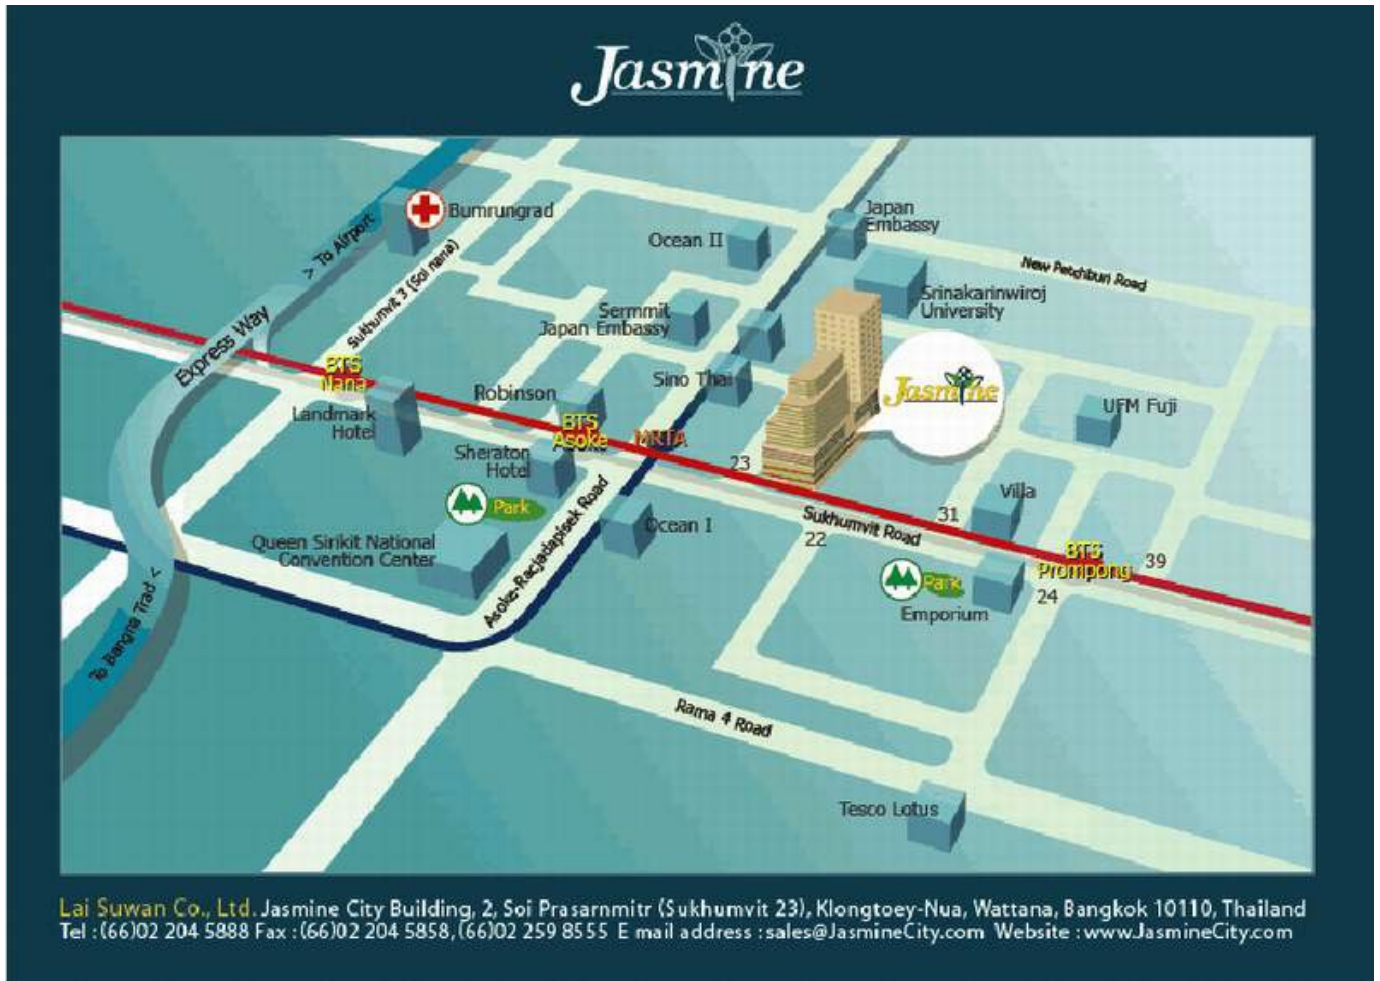 Jasmine
Bumrungrad
Japan
Embassy
Ocean II
> To Airport
Sukhumvit 3 (Soi nana)
New Petchburi Road
Srinakarinwiroj
University
Sermmit
Japan Embassy
Express Way
BTS
Nana
Sino Thai
Jasmine
Robinson
Landmark
Hotel
UFM Fuji
BTS
Asoke
MRTA
Sheraton
Hotel
23
Villa
Park
31
Sukhumvit Road
22
Ocean I
Asoke-Racjadapisek Road
Queen Sirikit National
Convention Center
BTS
Prompong
39
Park
24
Emporium
To Bangna Trad <
Rama 4 Road
Tesco Lotus
Lai Suwan Co., Ltd. Jasmine City Building, 2, Soi Prasarnmitr (Sukhumvit 23), Klongtoey-Nua, Wattana, Bangkok 10110, Thailand
Tel :(66)02 204 5888 Fax :(66)02 204 5858, (66)02 259 8555 E mail address :sales@JasmineCity.com Website :www.JasmineCity.com